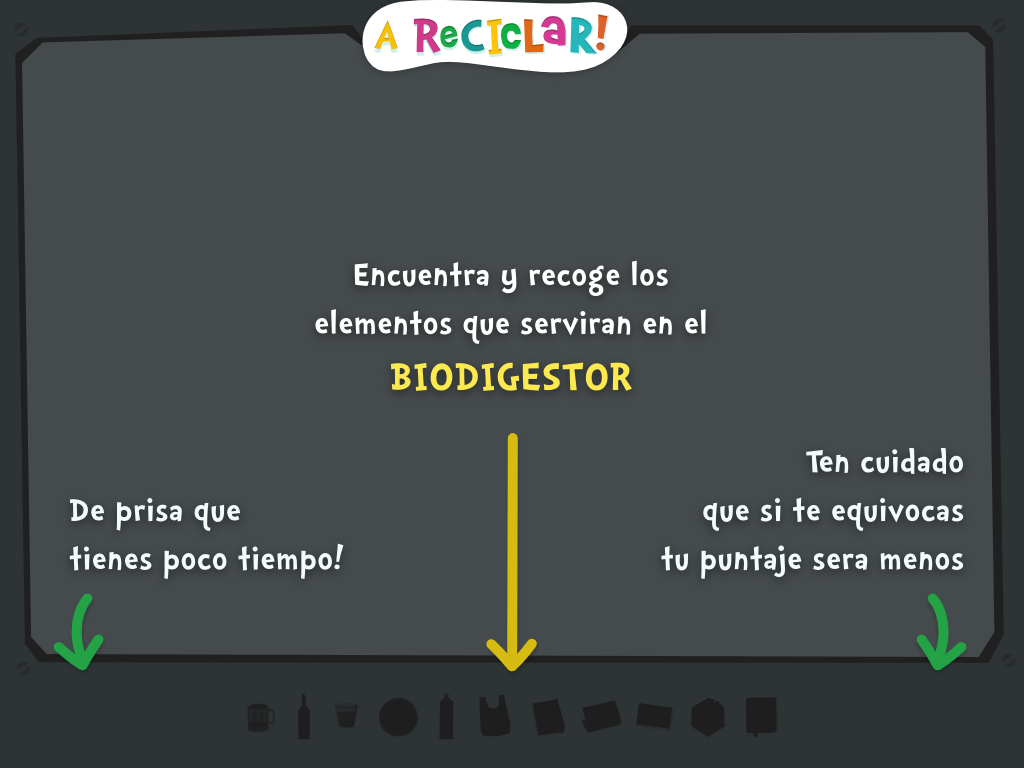 A ReCICLaR!
Encuentra y recoge los
elementos que serviran en el
BIODIGESTOR
De prisa que
tienes poco tiempo!
Ten cuidado
que si te equivocas
tu puntaje sera menos